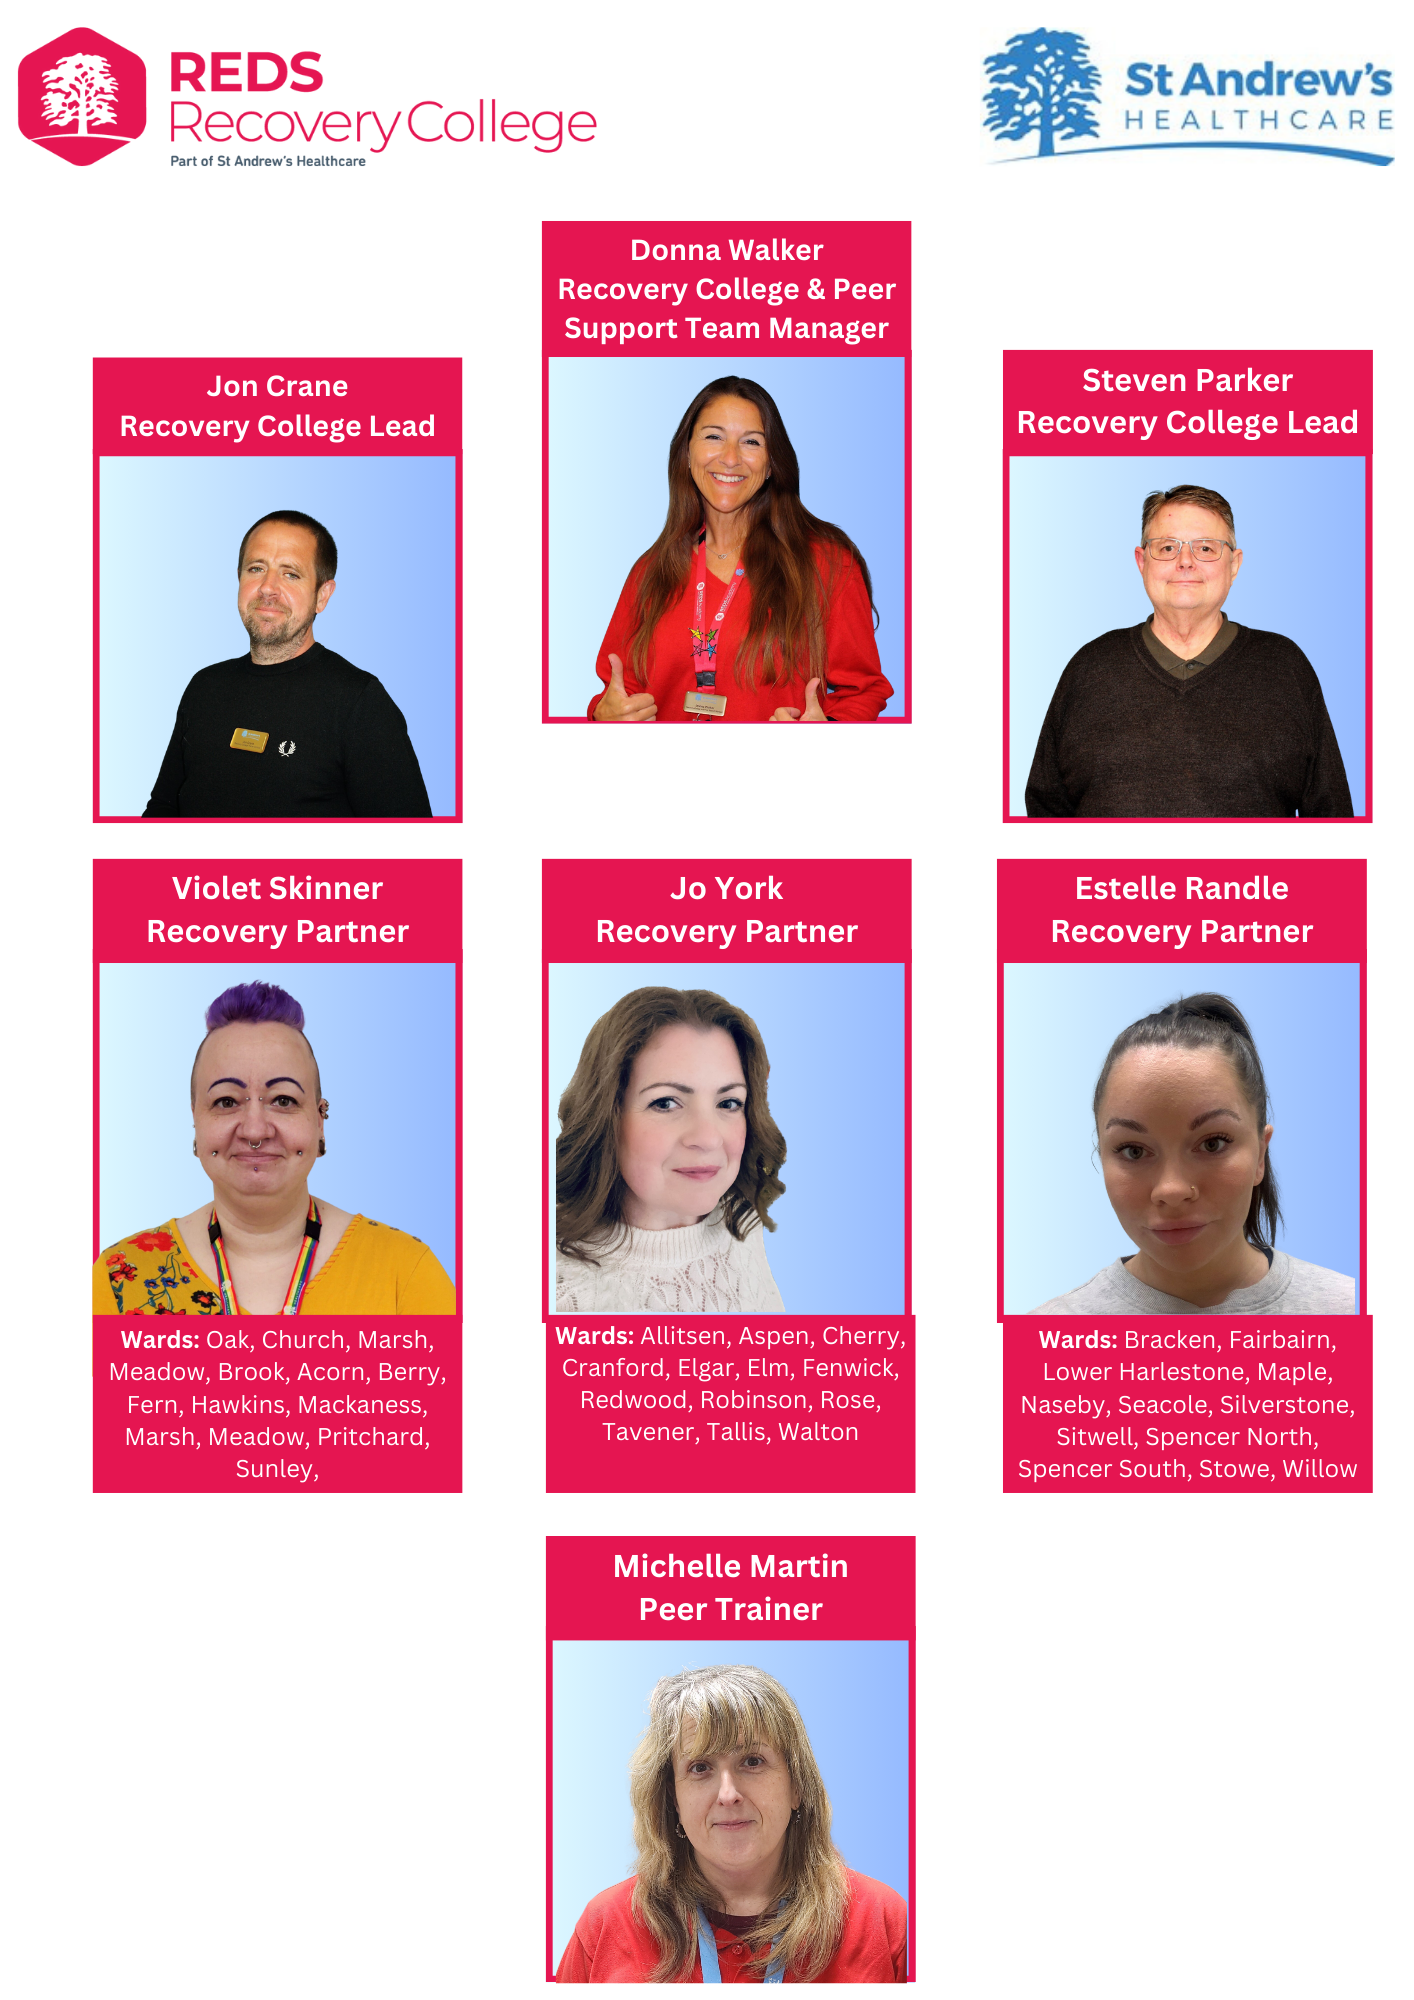 REDS
Recovery College
Part of St Andrew's Healthcare
St Andrew's
HEALTHCARE
Donna Walker
Recovery College & Peer
Support Team Manager
Jon Crane
Recovery College Lead
Steven Parker
Recovery College Lead
Violet Skinner
Recovery Partner
Wards: Oak, Church, Marsh,
Meadow, Brook, Acorn, Berry,
Fern, Hawkins, Mackaness,
Marsh, Meadow, Pritchard,
Sunley,
Jo York
Recovery Partner
Wards: Allitsen, Aspen, Cherry,
Cranford, Elgar, Elm, Fenwick,
Redwood, Robinson, Rose,
Tavener, Tallis, Walton
Estelle Randle
Recovery Partner
Wards: Bracken, Fairbairn,
Lower Harlestone, Maple,
Naseby, Seacole, Silverstone,
Sitwell, Spencer North,
Spencer South, Stowe, Willow
Michelle Martin
Peer Trainer